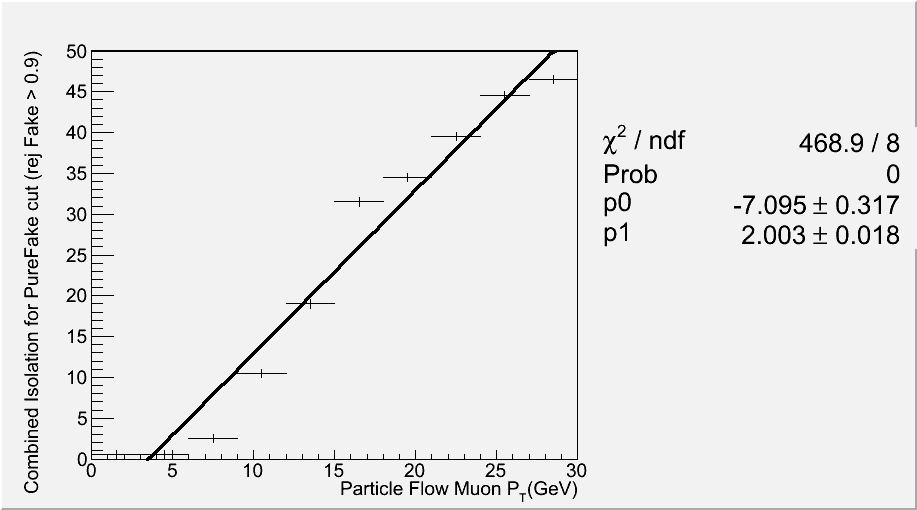 Combined Isolation for PureFake cut (rej Fake > 0.9)
50
45
40
35
30
25
20
15
10
5
0
0 5 10 15 20 25 30
Particle Flow Muon P_T(GeV)
χ² / ndf 468.9 / 8
Prob 0
p0 -7.095 ± 0.317
p1 2.003 ± 0.018